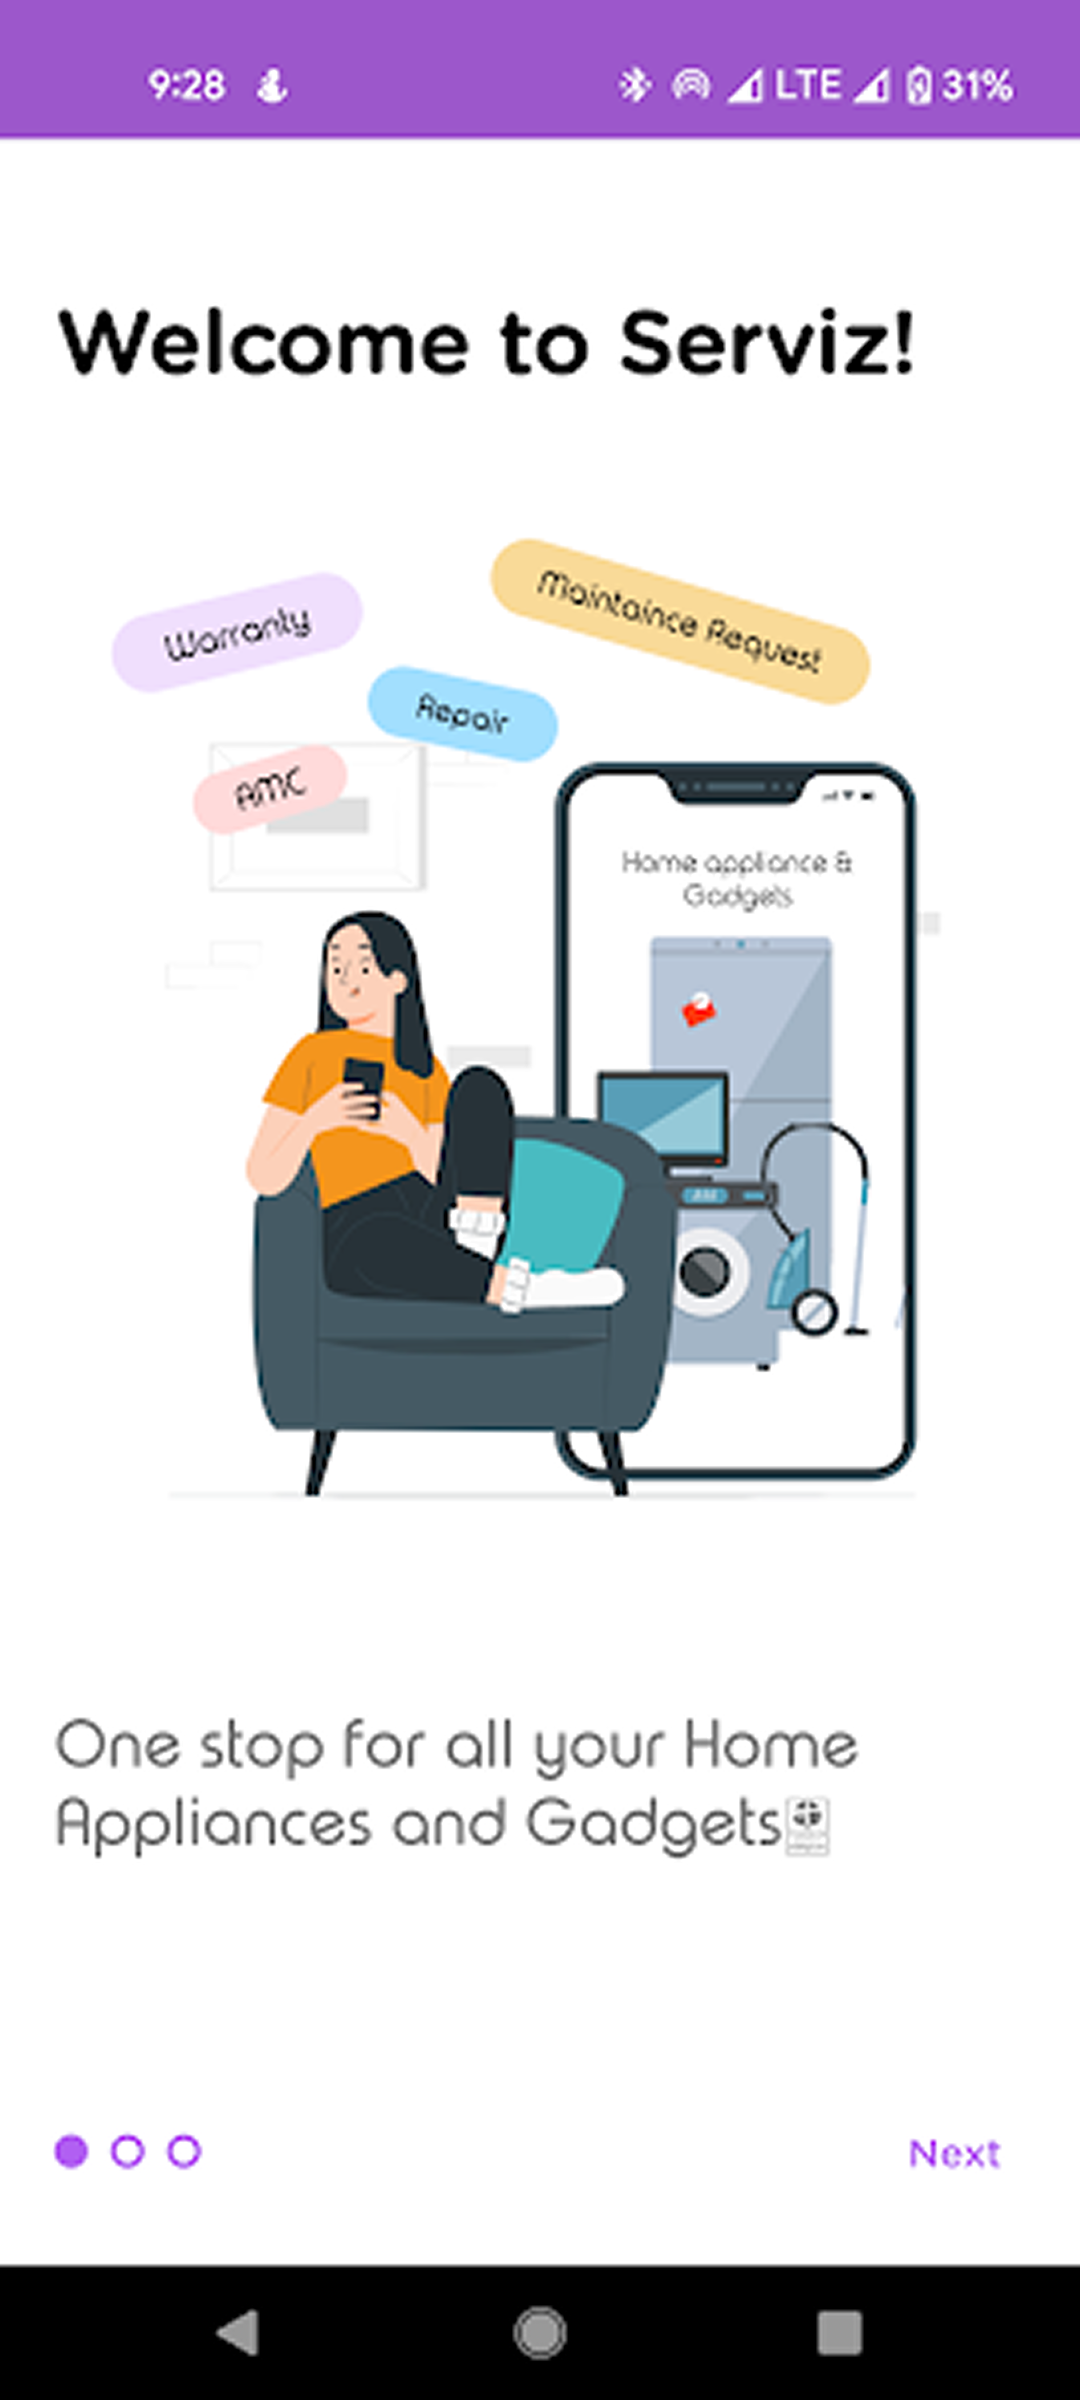 9:28 LTE 31%
Welcome to Serviz!
Maintaince Request
Warranty
Repair
AMC
Home appliance &
Gadgets
One stop for all your Home
Appliances and Gadgets
Next